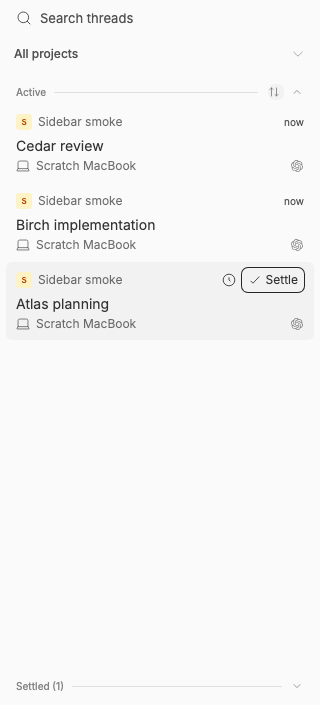 Search threads
All projects
Active
S Sidebar smoke now
Cedar review
Scratch MacBook
S Sidebar smoke now
Birch implementation
Scratch MacBook
S Sidebar smoke Settle
Atlas planning
Scratch MacBook
Settled (1)